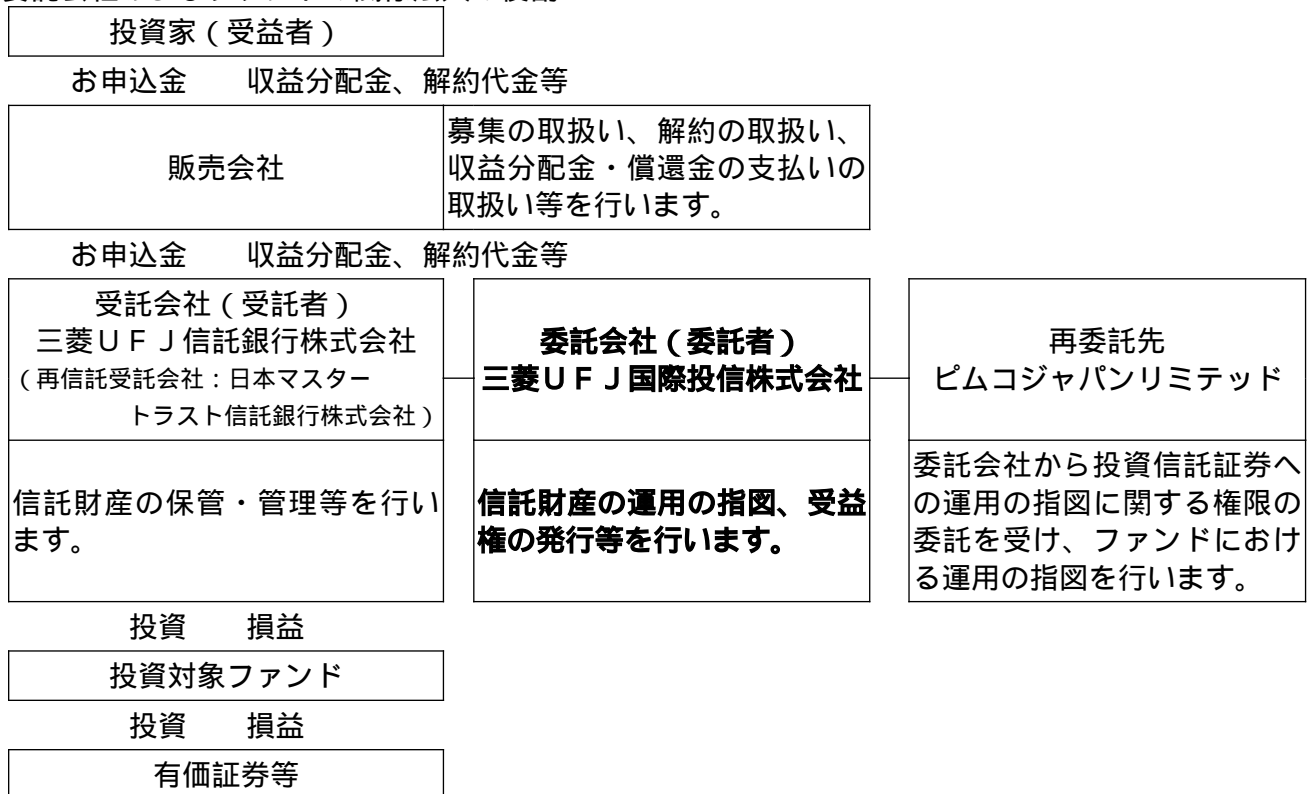 投資家（受益者）
お申込金　　収益分配金、解約代金等
販売会社
募集の取扱い、解約の取扱い、
収益分配金・償還金の支払いの
取扱い等を行います。
お申込金　　収益分配金、解約代金等
受託会社（受託者）
三菱ＵＦＪ信託銀行株式会社
（再信託受託会社：日本マスター
トラスト信託銀行株式会社）
委託会社（委託者）
三菱ＵＦＪ国際投信株式会社
再委託先
ピムコジャパンリミテッド
信託財産の保管・管理等を行い
ます。
信託財産の運用の指図、受益
権の発行等を行います。
委託会社から投資信託証券へ
の運用の指図に関する権限の
委託を受け、ファンドにおけ
る運用の指図を行います。
投資　　損益
投資対象ファンド
投資　　損益
有価証券等